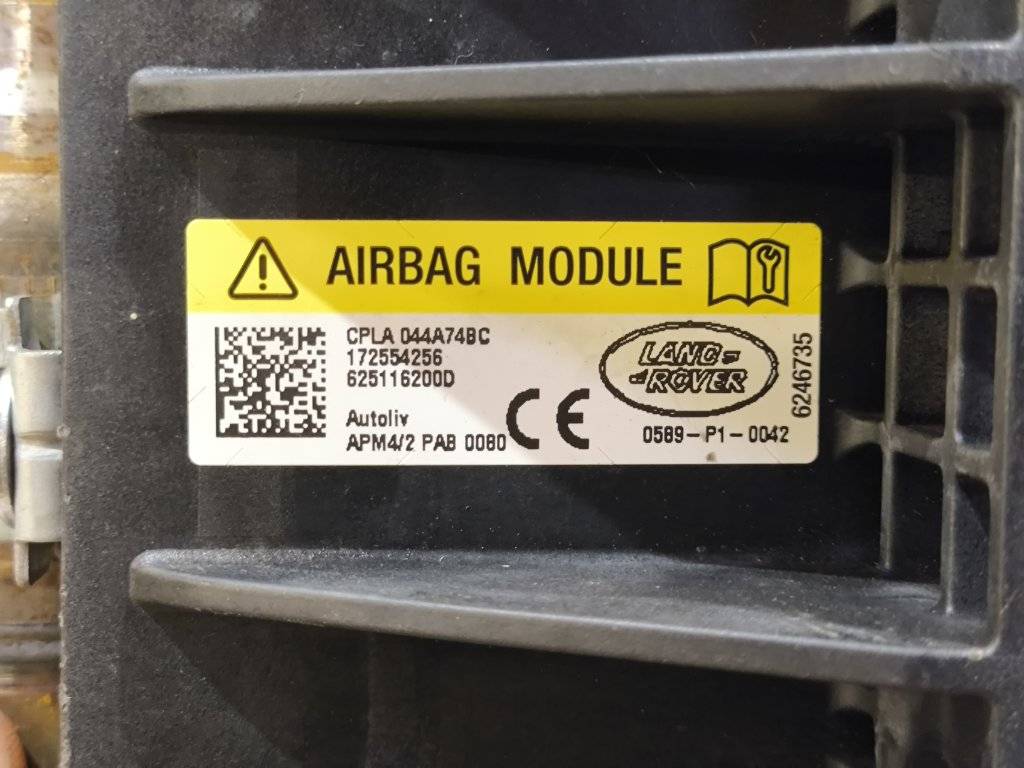 AIRBAG MODULE
CPLA 044A74BC
172554256
625116200D
Autoliv
APM4/2 PAB 0080
CE
LAND-
-ROVER
0589-P1-0042
6246735